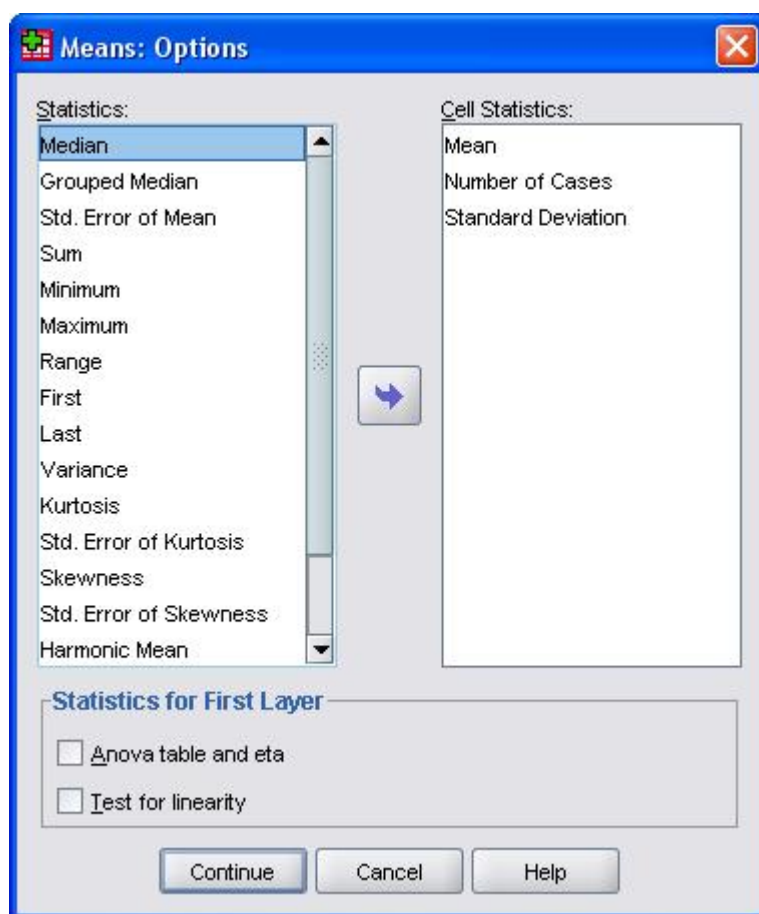 Means: Options
Statistics:
Median
Grouped Median
Std. Error of Mean
Sum
Minimum
Maximum
Range
First
Last
Variance
Kurtosis
Std. Error of Kurtosis
Skewness
Std. Error of Skewness
Harmonic Mean
Cell Statistics:
Mean
Number of Cases
Standard Deviation
Statistics for First Layer
Anova table and eta
Test for linearity
Continue
Cancel
Help